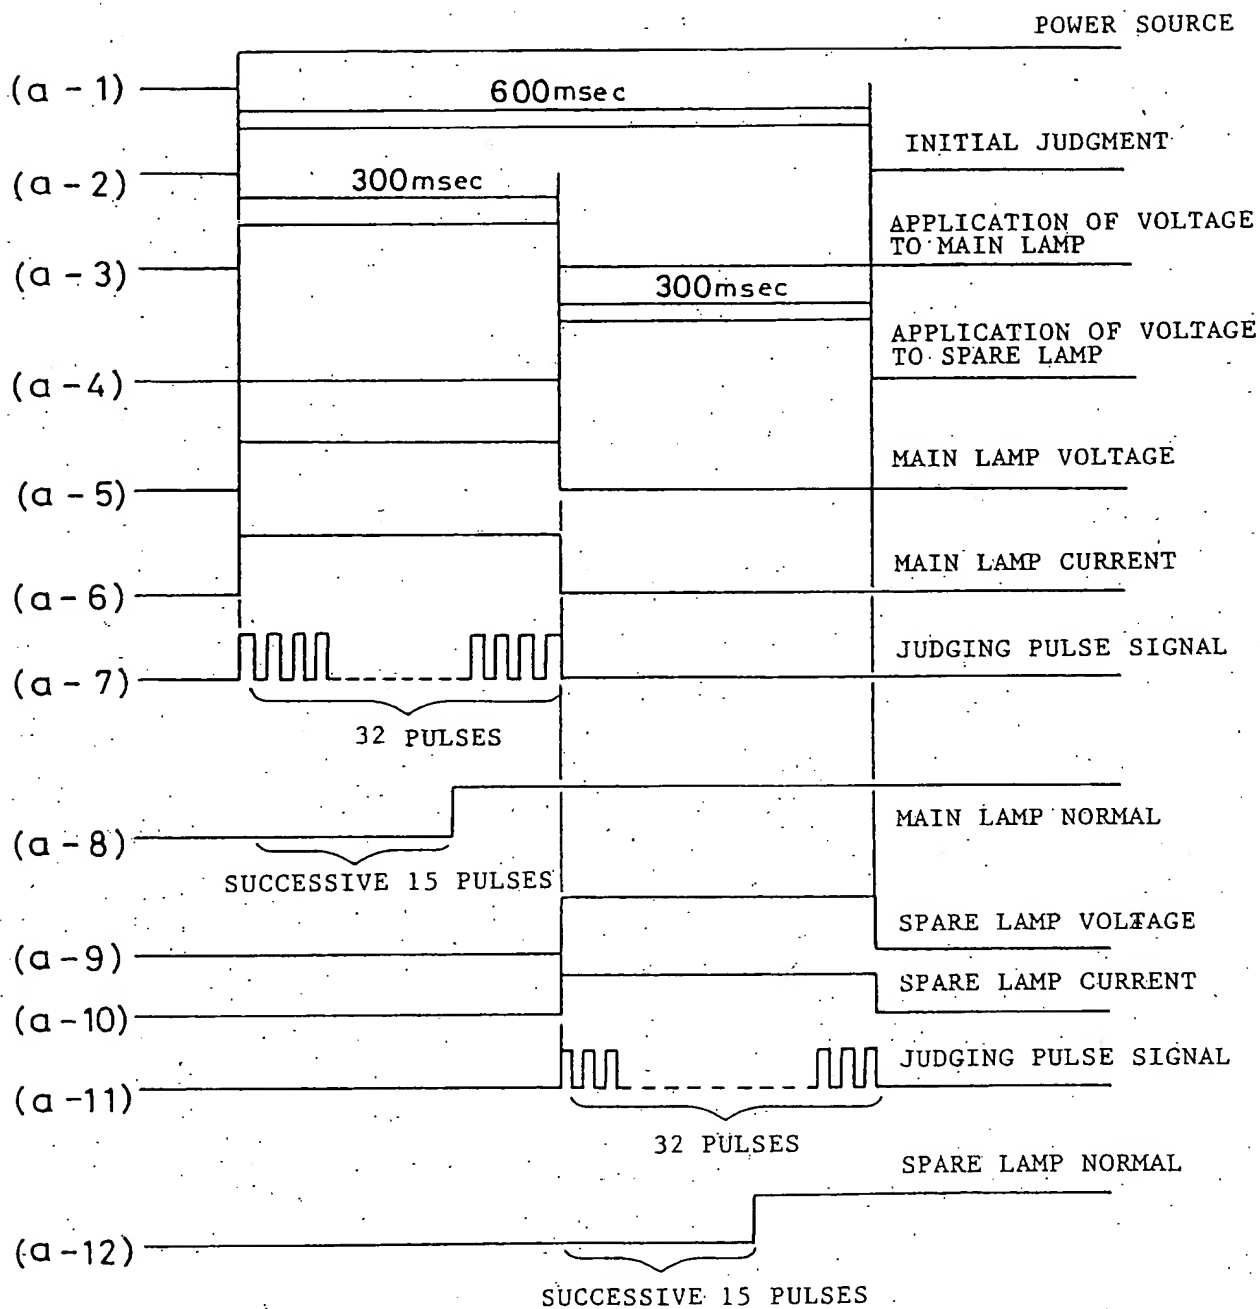 POWER SOURCE
(a-1)
600msec
INITIAL JUDGMENT
(a-2)
300msec
APPLICATION OF VOLTAGE
TO MAIN LAMP
(a-3)
300msec
APPLICATION OF VOLTAGE
TO SPARE LAMP
(a-4)
MAIN LAMP VOLTAGE
(a-5)
MAIN LAMP CURRENT
(a-6)
JUDGING PULSE SIGNAL
(a-7)
32 PULSES
MAIN LAMP NORMAL
(a-8)
SUCCESSIVE 15 PULSES
SPARE LAMP VOLTAGE
(a-9)
SPARE LAMP CURRENT
(a-10)
JUDGING PULSE SIGNAL
(a-11)
32 PULSES
SPARE LAMP NORMAL
(a-12)
SUCCESSIVE 15 PULSES